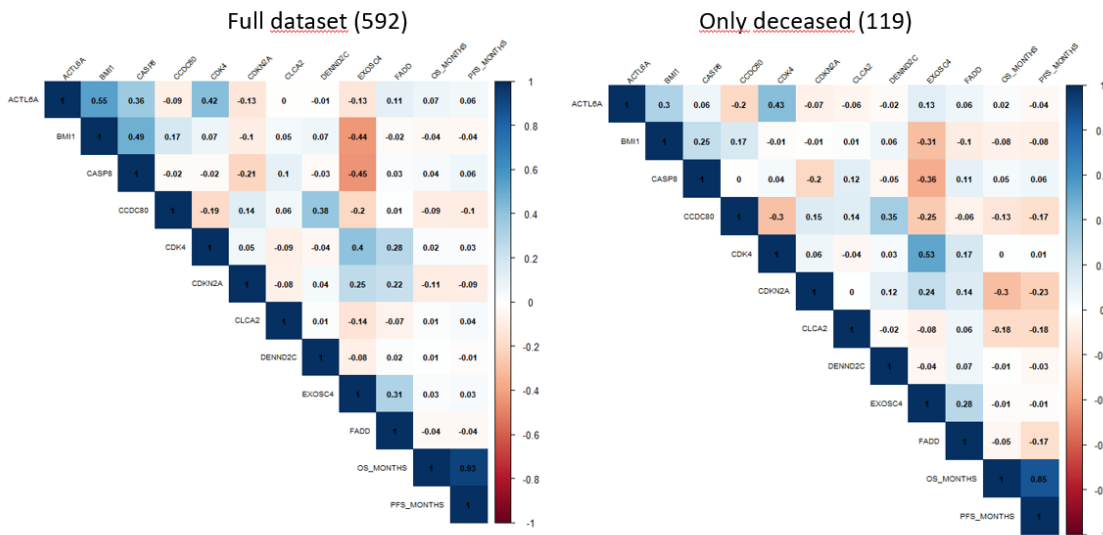 Full dataset (592)
Only deceased (119)
ACTL6A BMI1 CASP8 CCDC80 CDK4 CDKN2A CLCA2 DENND2C EXOSC4 FADD OS_MONTHS PFS_MONTHS
ACTL6A 1 0.55 0.36 -0.09 0.42 -0.13 0 -0.01 -0.13 0.11 0.07 0.07
BMI1 1 0.49 0.17 0.07 -0.1 0.05 0.07 -0.44 -0.02 -0.04 -0.04
CASP8 1 -0.02 -0.02 -0.21 0.1 -0.03 -0.45 0.03 0.04 0.06
CCDC80 1 -0.19 0.14 0.06 0.38 -0.2 0.01 -0.09 -0.1
CDK4 1 0.05 -0.09 -0.04 0.4 0.28 0.02 0.03
CDKN2A 1 -0.08 0.04 0.25 0.22 -0.11 -0.09
CLCA2 1 0.01 -0.14 -0.07 0.01 0.04
DENND2C 1 -0.08 0.02 0.01 -0.01
EXOSC4 1 0.31 0.03 0.03
FADD 1 -0.04 -0.04
OS_MONTHS 1 0.93
PFS_MONTHS 1
1
0.8
0.6
0.4
0.2
0
-0.2
-0.4
-0.6
-0.8
-1
ACTL6A BMI1 CASP8 CCDC80 CDK4 CDKN2A CLCA2 DENND2C EXOSC4 FADD OS_MONTHS PFS_MONTHS
ACTL6A 1 0.3 0.06 -0.2 0.43 -0.07 -0.06 -0.02 0.13 0.06 0.02 -0.04
BMI1 1 0.25 0.17 -0.01 -0.01 0.01 0.06 -0.31 -0.1 -0.08 -0.08
CASP8 1 0 0.04 -0.2 0.12 -0.05 -0.36 0.11 0.05 0.06
CCDC80 1 -0.3 0.15 0.14 0.35 -0.25 -0.06 -0.13 -0.17
CDK4 1 0.06 -0.04 0.03 0.53 0.17 0 0.01
CDKN2A 1 0 0.12 0.24 0.14 -0.3 -0.23
CLCA2 1 -0.02 -0.08 0.06 -0.18 -0.18
DENND2C 1 -0.04 0.07 -0.01 -0.03
EXOSC4 1 0.28 -0.01 -0.01
FADD 1 -0.05 -0.17
OS_MONTHS 1 0.85
PFS_MONTHS 1